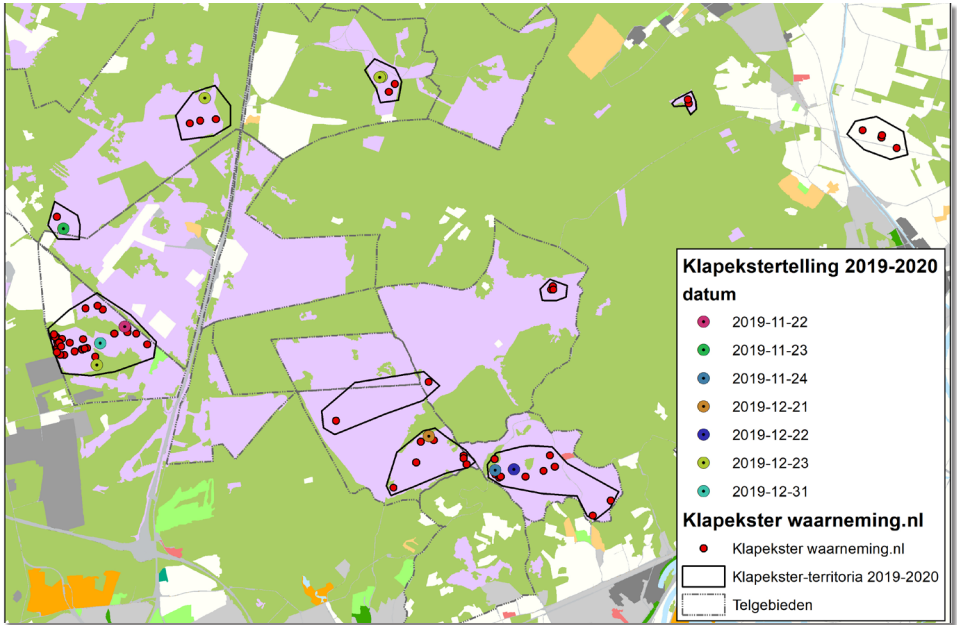 Klapekstertelling 2019-2020
datum
2019-11-22
2019-11-23
2019-11-24
2019-12-21
2019-12-22
2019-12-23
2019-12-31
Klapekster waarneming.nl
Klapekster waarneming.nl
Klapekster-territoria 2019-2020
Telgebieden